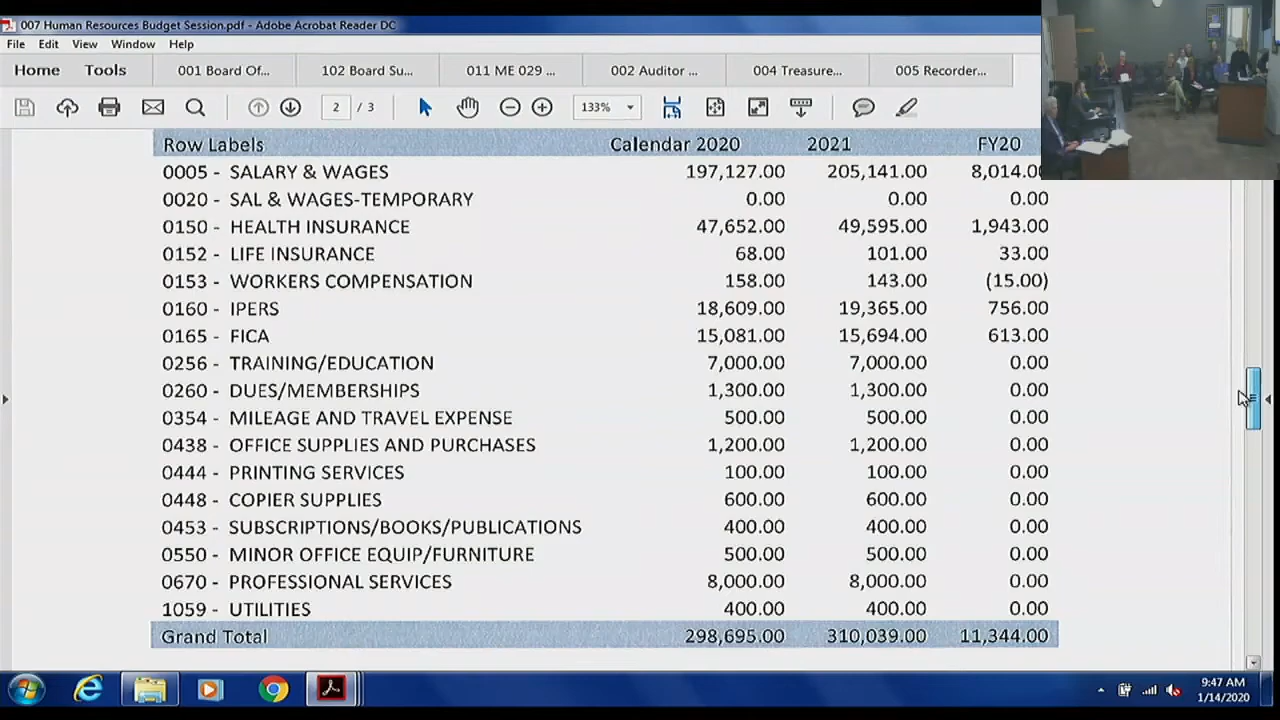 007 Human Resources Budget Session.pdf - Adobe Acrobat Reader DC
File Edit View Window Help
Home Tools 001 Board Of... 102 Board Su... 011 ME 029 ... 002 Auditor ... 004 Treasure... 005 Recorder...
2 / 3 133%
Row Labels Calendar 2020 2021 FY20
0005 - SALARY & WAGES 197,127.00 205,141.00 8,014.00
0020 - SAL & WAGES-TEMPORARY 0.00 0.00 0.00
0150 - HEALTH INSURANCE 47,652.00 49,595.00 1,943.00
0152 - LIFE INSURANCE 68.00 101.00 33.00
0153 - WORKERS COMPENSATION 158.00 143.00 (15.00)
0160 - IPERS 18,609.00 19,365.00 756.00
0165 - FICA 15,081.00 15,694.00 613.00
0256 - TRAINING/EDUCATION 7,000.00 7,000.00 0.00
0260 - DUES/MEMBERSHIPS 1,300.00 1,300.00 0.00
0354 - MILEAGE AND TRAVEL EXPENSE 500.00 500.00 0.00
0438 - OFFICE SUPPLIES AND PURCHASES 1,200.00 1,200.00 0.00
0444 - PRINTING SERVICES 100.00 100.00 0.00
0448 - COPIER SUPPLIES 600.00 600.00 0.00
0453 - SUBSCRIPTIONS/BOOKS/PUBLICATIONS 400.00 400.00 0.00
0550 - MINOR OFFICE EQUIP/FURNITURE 500.00 500.00 0.00
0670 - PROFESSIONAL SERVICES 8,000.00 8,000.00 0.00
1059 - UTILITIES 400.00 400.00 0.00
Grand Total 298,695.00 310,039.00 11,344.00
9:47 AM
1/14/2020